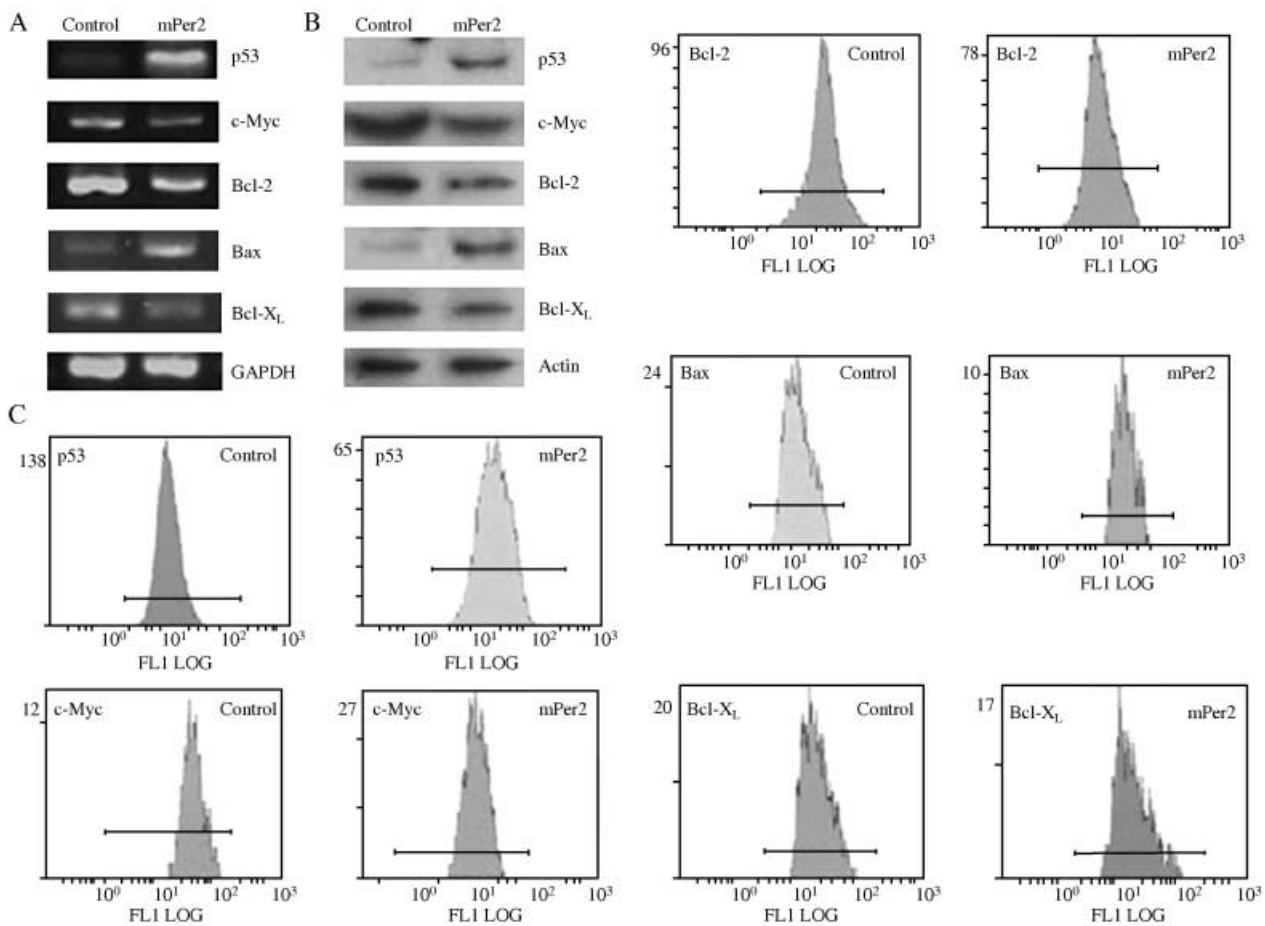 A Control mPer2
p53
c-Myc
Bcl-2
Bax
Bcl-XL
GAPDH
B Control mPer2
p53
c-Myc
Bcl-2
Bax
Bcl-XL
Actin
C
138 p53 Control
10⁰ 10¹ 10² 10³
FL1 LOG
65 p53 mPer2
10⁰ 10¹ 10² 10³
FL1 LOG
12 c-Myc Control
10⁰ 10¹ 10² 10³
FL1 LOG
27 c-Myc mPer2
10⁰ 10¹ 10² 10³
FL1 LOG
96 Bcl-2 Control
10⁰ 10¹ 10² 10³
FL1 LOG
78 Bcl-2 mPer2
10⁰ 10¹ 10² 10³
FL1 LOG
24 Bax Control
10⁰ 10¹ 10² 10³
FL1 LOG
10 Bax mPer2
10⁰ 10¹ 10² 10³
FL1 LOG
20 Bcl-XL Control
10⁰ 10¹ 10² 10³
FL1 LOG
17 Bcl-XL mPer2
10⁰ 10¹ 10² 10³
FL1 LOG